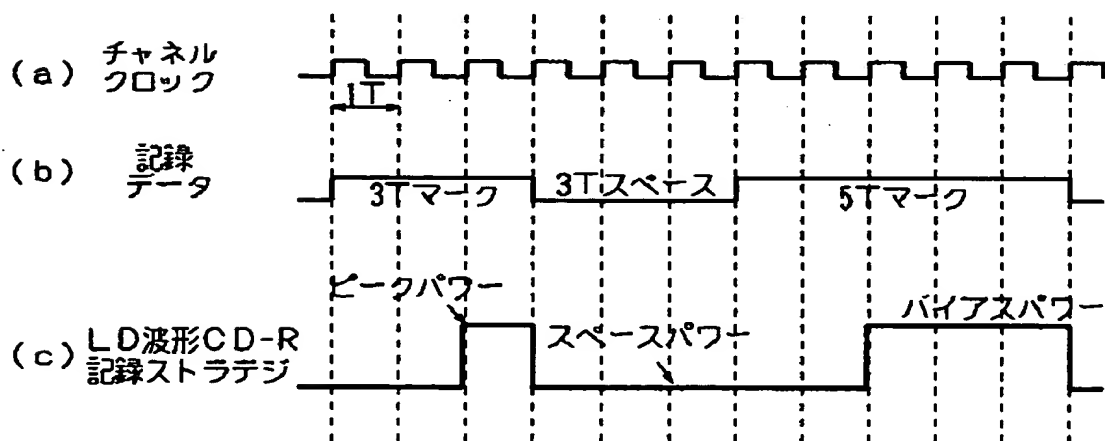 (a) チャネル
クロック
1T
(b) 記録
データ
3Tマーク
3Tスペース
5Tマーク
ピークパワー
バイアスパワー
スペースパワー
(c) LD波形CD-R
記録ストラテジ